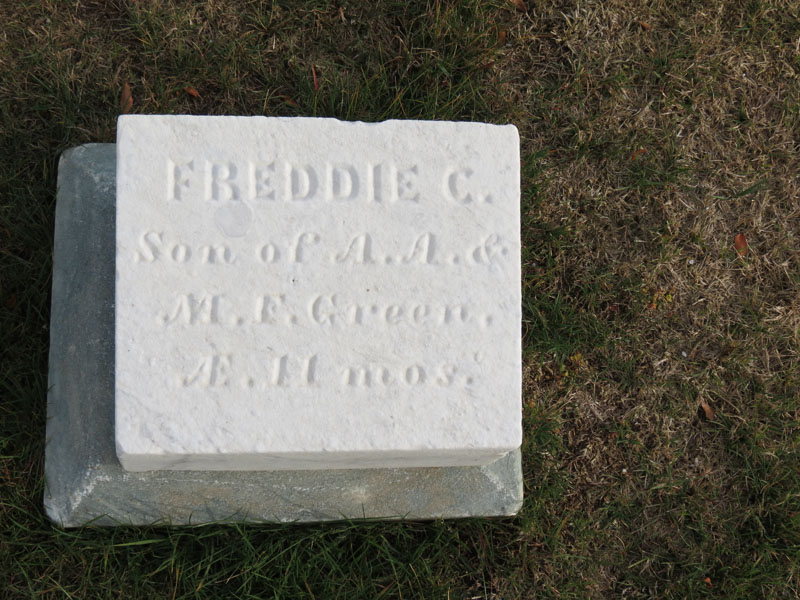 FREDDIE C.
Son of A.A.&
M.F.Green.
Æ.11 mos.